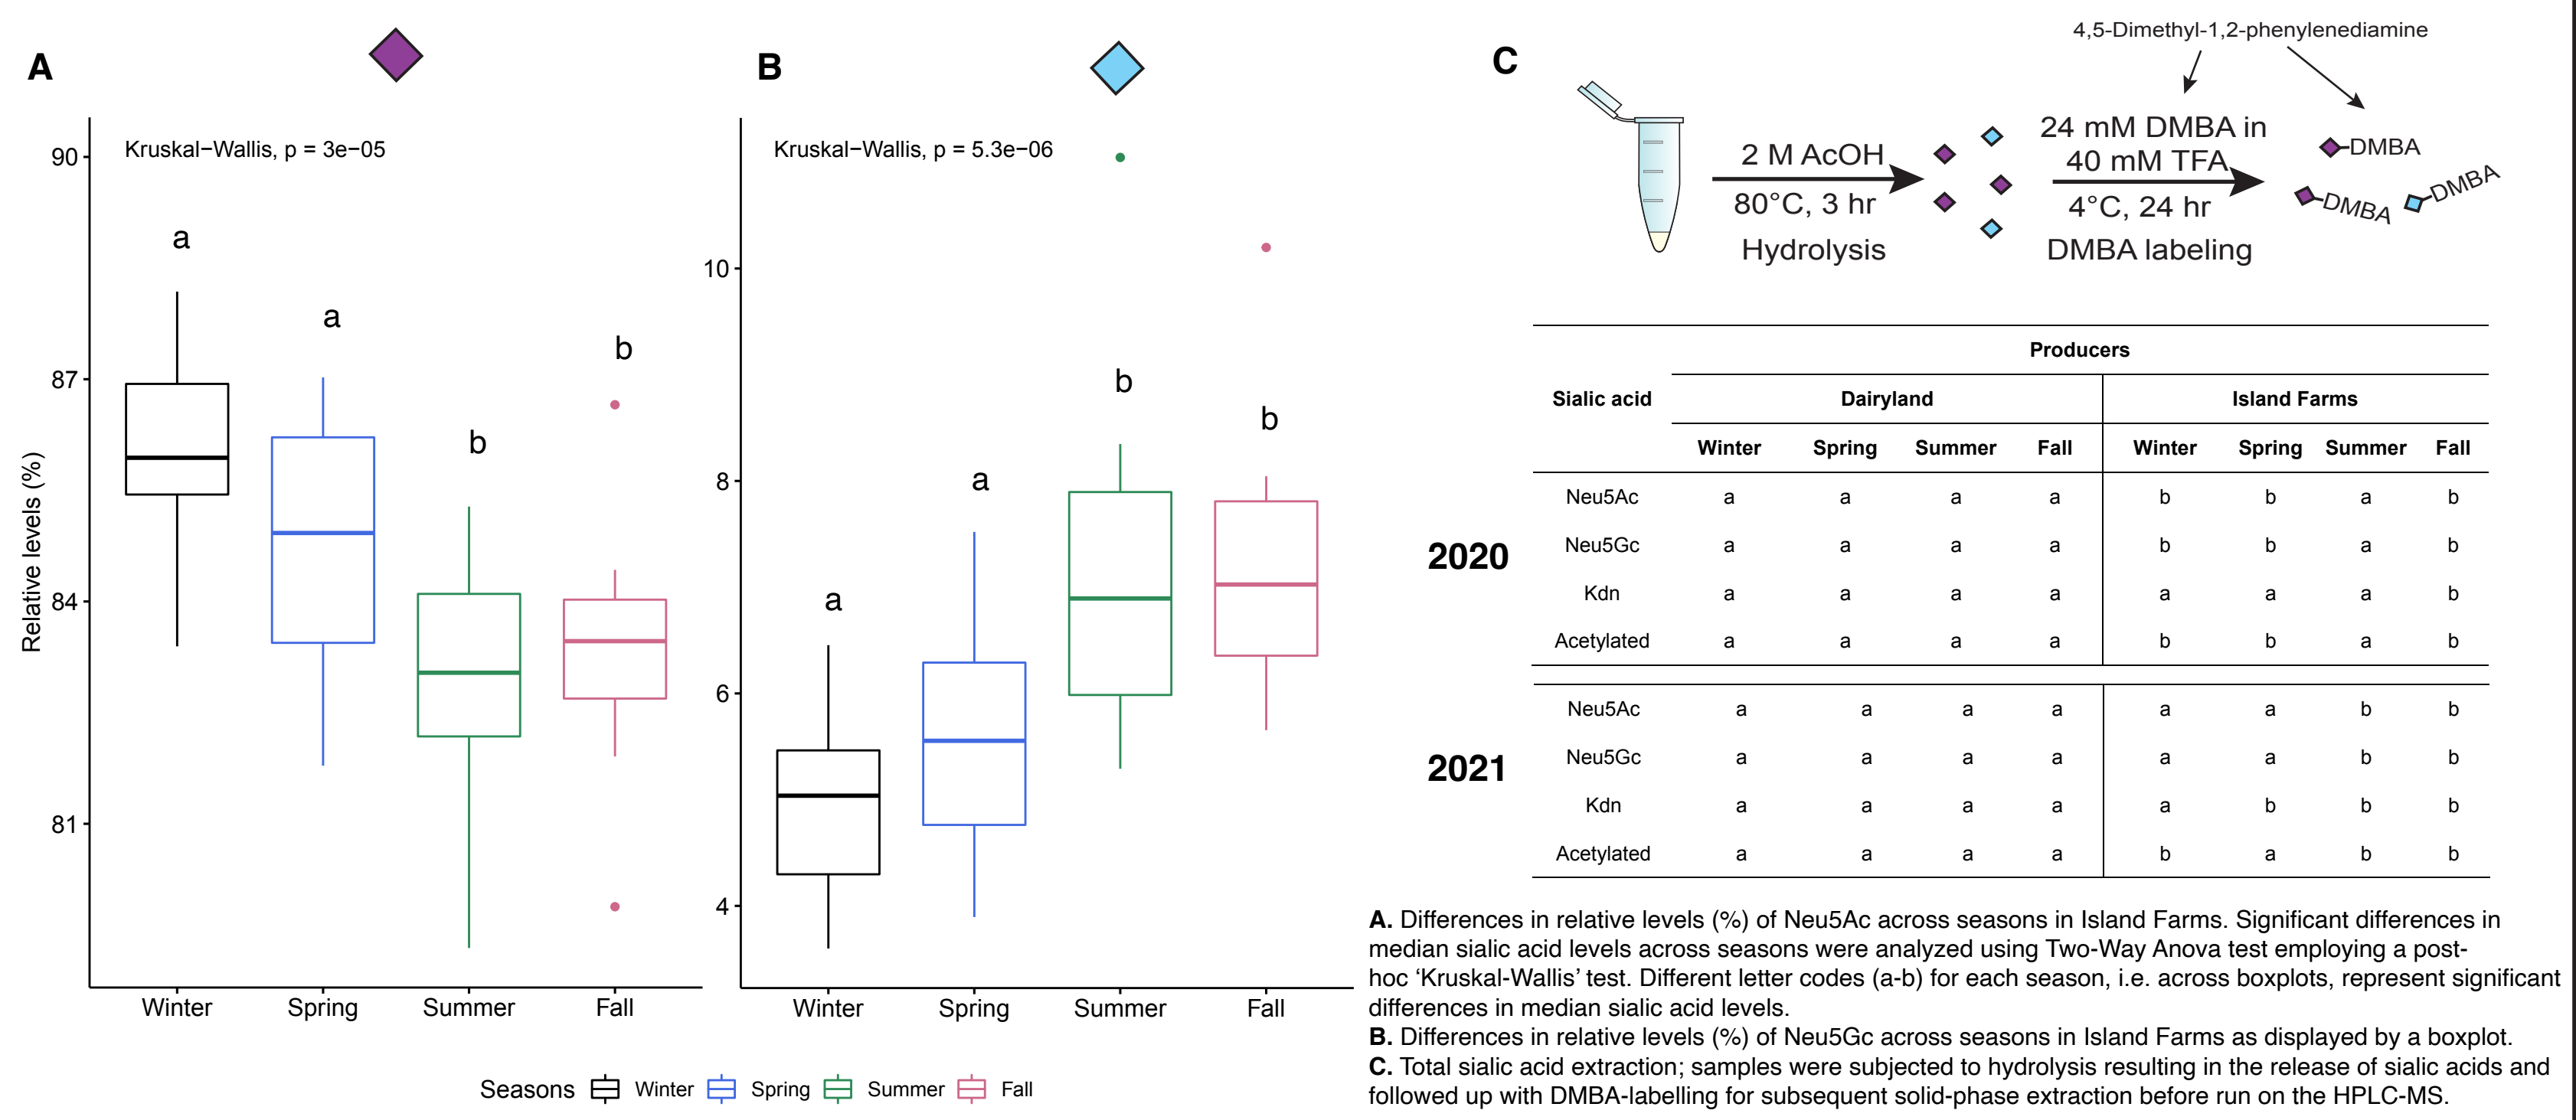 A
Kruskal−Wallis, p = 3e−05
Relative levels (%)
90
87
84
81
a
a
b
b
Winter Spring Summer Fall
B
Kruskal−Wallis, p = 5.3e−06
10
8
6
4
a
a
b
b
Winter Spring Summer Fall
Seasons Winter Spring Summer Fall
C
4,5-Dimethyl-1,2-phenylenediamine
2 M AcOH
80°C, 3 hr
Hydrolysis
24 mM DMBA in
40 mM TFA
4°C, 24 hr
DMBA labeling
DMBA
DMBA
DMBA
Producers
Sialic acid Dairyland Island Farms
Winter Spring Summer Fall Winter Spring Summer Fall
2020
Neu5Ac a a a a b b a b
Neu5Gc a a a a b b a b
Kdn a a a a a a a b
Acetylated a a a a b b a b
2021
Neu5Ac a a a a a a b b
Neu5Gc a a a a a a b b
Kdn a a a a a b b b
Acetylated a a a a b a b b
A. Differences in relative levels (%) of Neu5Ac across seasons in Island Farms. Significant differences in
median sialic acid levels across seasons were analyzed using Two-Way Anova test employing a post-
hoc ‘Kruskal-Wallis’ test. Different letter codes (a-b) for each season, i.e. across boxplots, represent significant
differences in median sialic acid levels.
B. Differences in relative levels (%) of Neu5Gc across seasons in Island Farms as displayed by a boxplot.
C. Total sialic acid extraction; samples were subjected to hydrolysis resulting in the release of sialic acids and
followed up with DMBA-labelling for subsequent solid-phase extraction before run on the HPLC-MS.